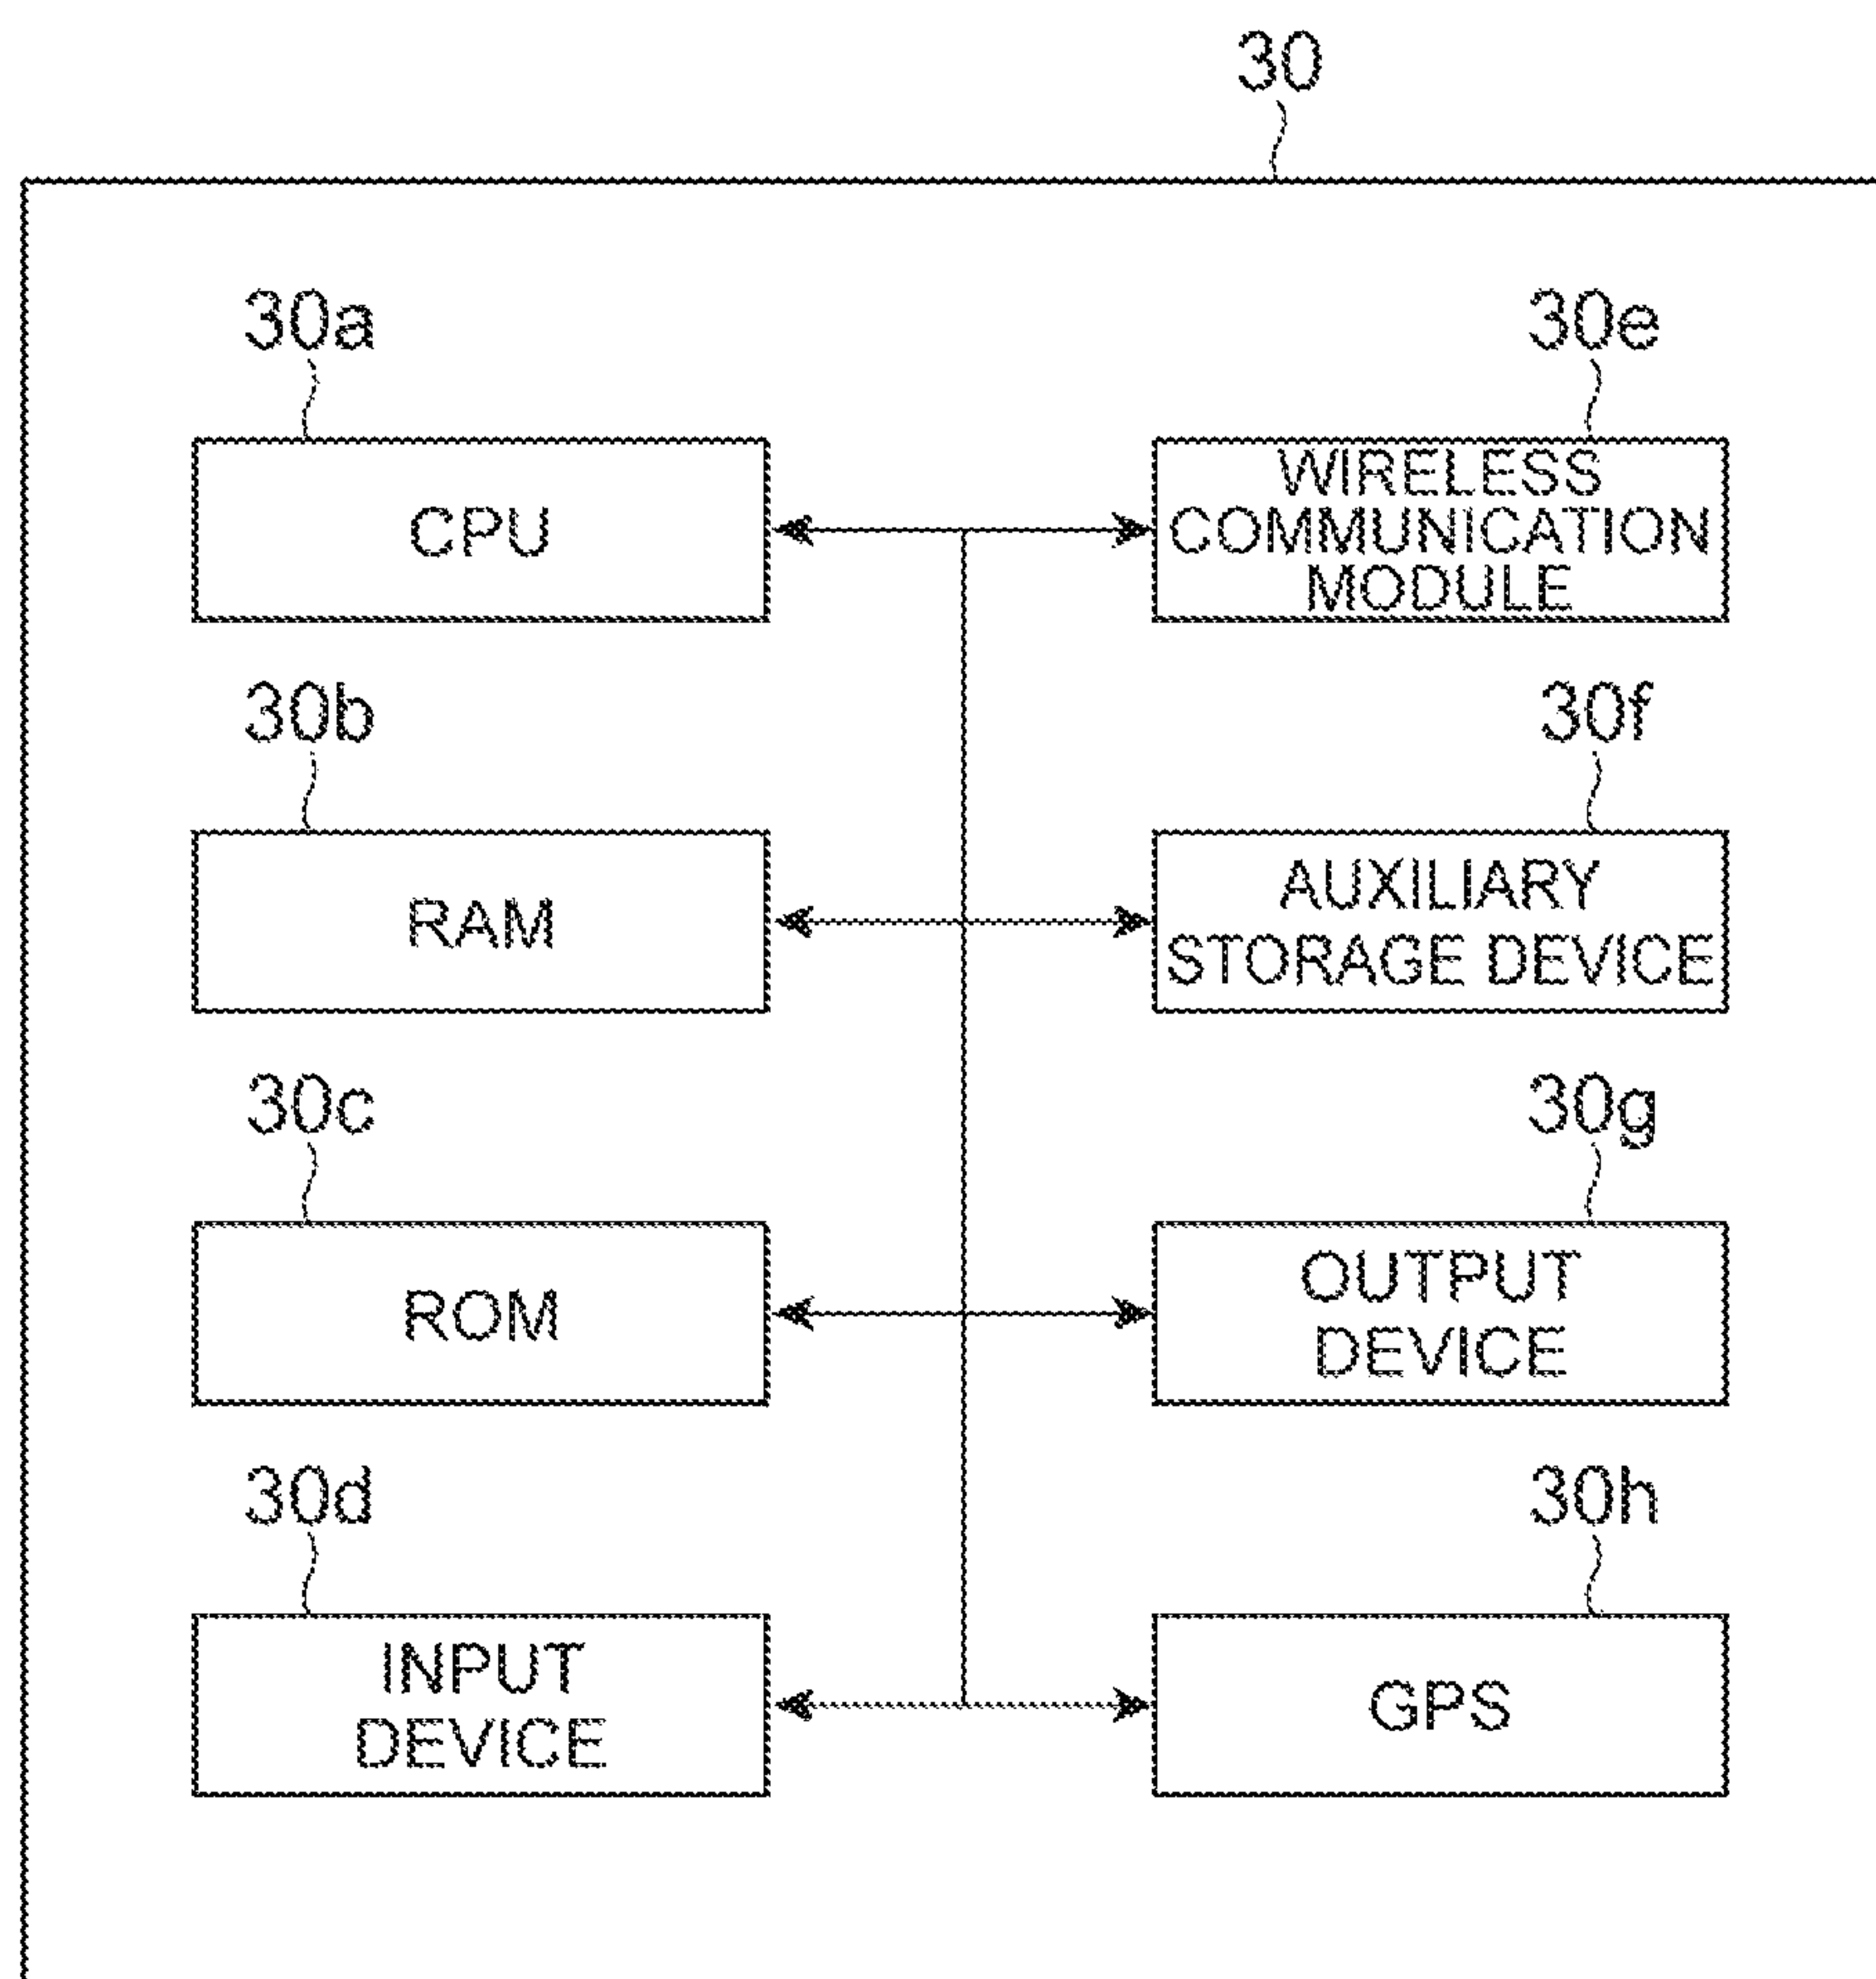 30
30a
30e
CPU
WIRELESS
COMMUNICATION
MODULE
30b
30f
RAM
AUXILIARY
STORAGE DEVICE
30c
30g
ROM
OUTPUT
DEVICE
30d
30h
INPUT
DEVICE
GPS